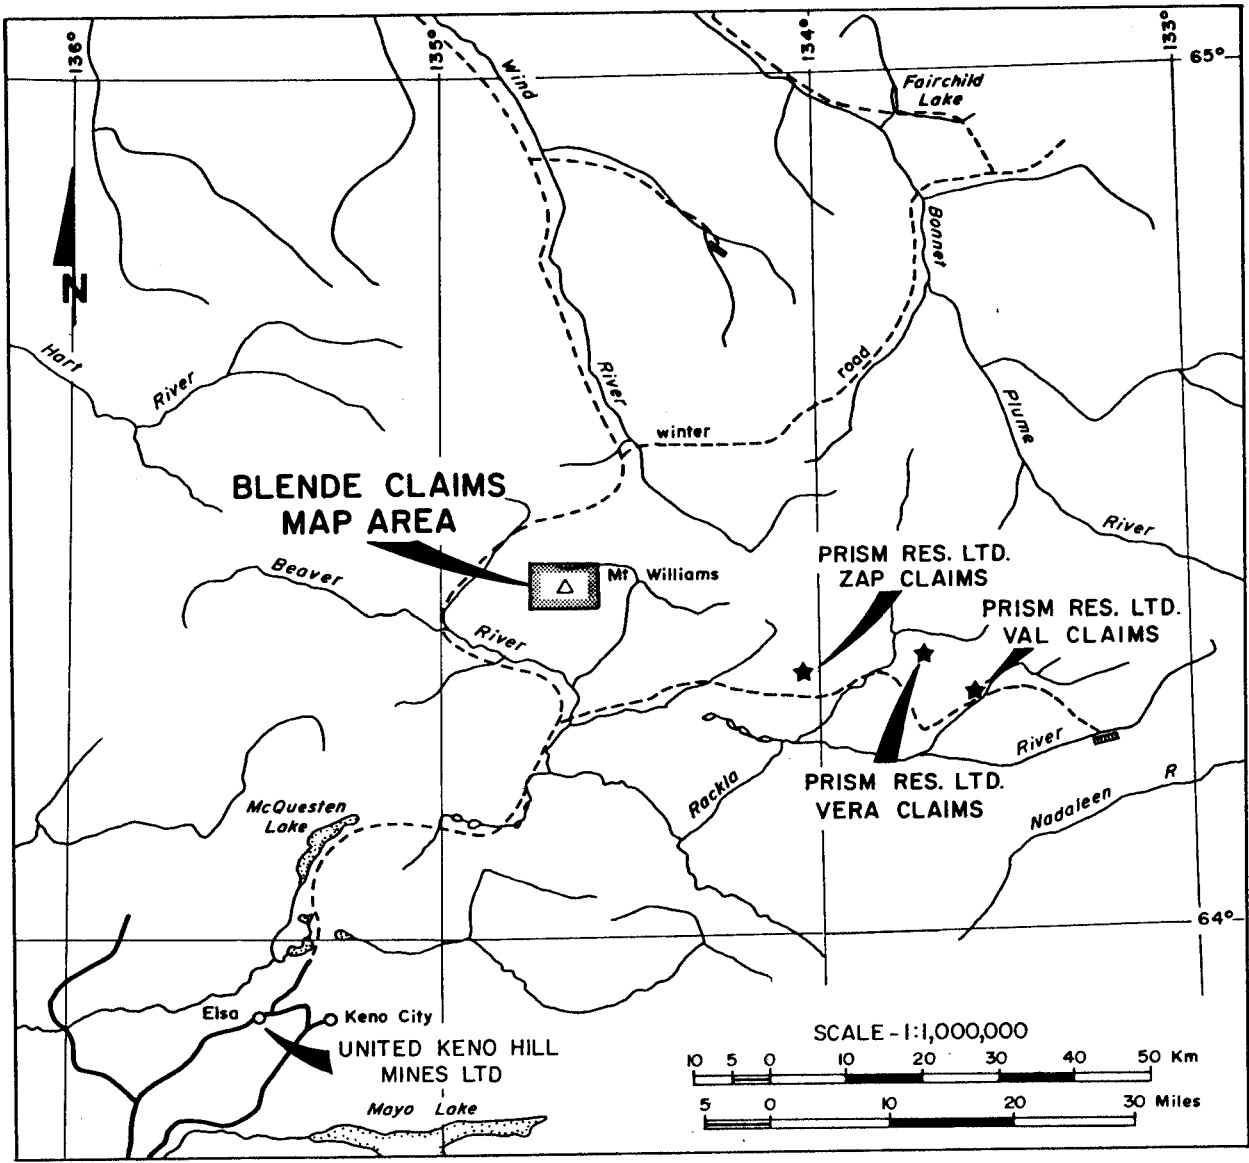 136°
135°
134°
133°
65°
Wind
Fairchild
Lake
Bonnet
N
Hart
River
River
road
winter
Plume
River
BLENDE CLAIMS
MAP AREA
Beaver
River
Mt Williams
PRISM RES. LTD.
ZAP CLAIMS
PRISM RES. LTD.
VAL CLAIMS
River
PRISM RES. LTD.
VERA CLAIMS
Rackla
Nadaleen R
McQuesten
Lake
64°
Elsa
Keno City
UNITED KENO HILL
MINES LTD
Mayo Lake
SCALE - 1:1,000,000
10 5 0 10 20 30 40 50 Km
5 0 10 20 30 Miles